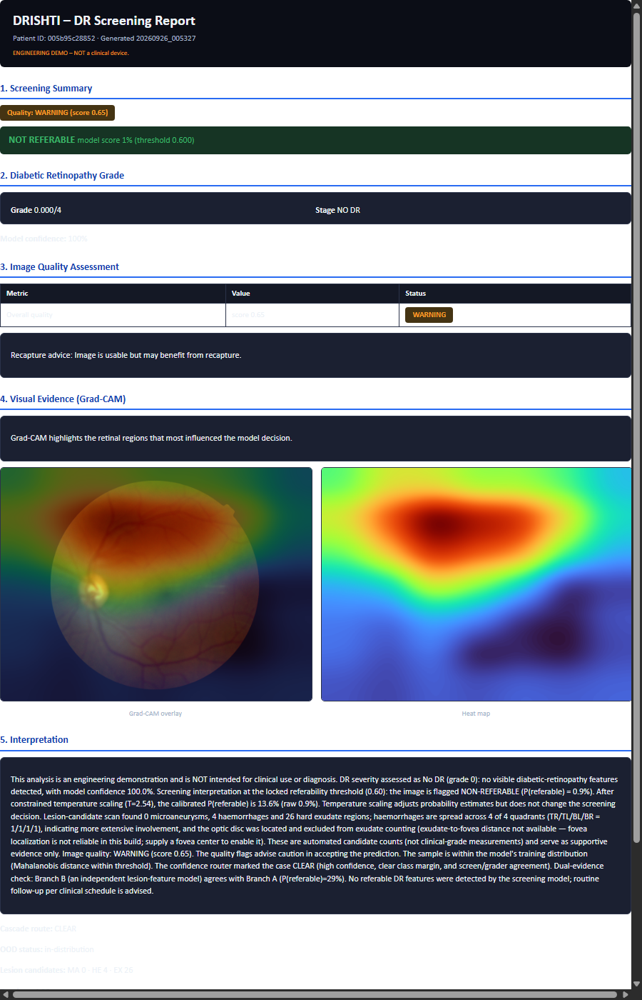 DRISHTI – DR Screening Report
Patient ID: 005b95c28852 · Generated 20260926_005327
ENGINEERING DEMO – NOT a clinical device.
1. Screening Summary
Quality: WARNING (score 0.65)
NOT REFERABLE model score 1% (threshold 0.600)
2. Diabetic Retinopathy Grade
Grade 0.000/4 Stage NO DR
Model confidence: 100%
3. Image Quality Assessment
Metric Value Status
Overall quality score 0.65 WARNING
Recapture advice: Image is usable but may benefit from recapture.
4. Visual Evidence (Grad-CAM)
Grad-CAM highlights the retinal regions that most influenced the model decision.
Grad-CAM overlay Heat map
5. Interpretation
This analysis is an engineering demonstration and is NOT intended for clinical use or diagnosis. DR severity assessed as No DR (grade 0): no visible diabetic-retinopathy features
detected, with model confidence 100.0%. Screening interpretation at the locked referability threshold (0.60): the image is flagged NON-REFERABLE (P(referable) = 0.9%). After
constrained temperature scaling (T=2.54), the calibrated P(referable) is 13.6% (raw 0.9%). Temperature scaling adjusts probability estimates but does not change the screening
decision. Lesion-candidate scan found 0 microaneurysms, 4 haemorrhages and 26 hard exudate regions; haemorrhages are spread across 4 of 4 quadrants (TR/TL/BL/BR =
1/1/1/1), indicating more extensive involvement, and the optic disc was located and excluded from exudate counting (exudate-to-fovea distance not available — fovea
localization is not reliable in this build; supply a fovea center to enable it). These are automated candidate counts (not clinical-grade measurements) and serve as supportive
evidence only. Image quality: WARNING (score 0.65). The quality flags advise caution in accepting the prediction. The sample is within the model's training distribution
(Mahalanobis distance within threshold). The confidence router marked the case CLEAR (high confidence, clear class margin, and screen/grader agreement). Dual-evidence
check: Branch B (an independent lesion-feature model) agrees with Branch A (P(referable)=29%). No referable DR features were detected by the screening model; routine
follow-up per clinical schedule is advised.
Cascade route: CLEAR
OOD status: in-distribution
Lesion candidates: MA 0 · HE 4 · EX 26